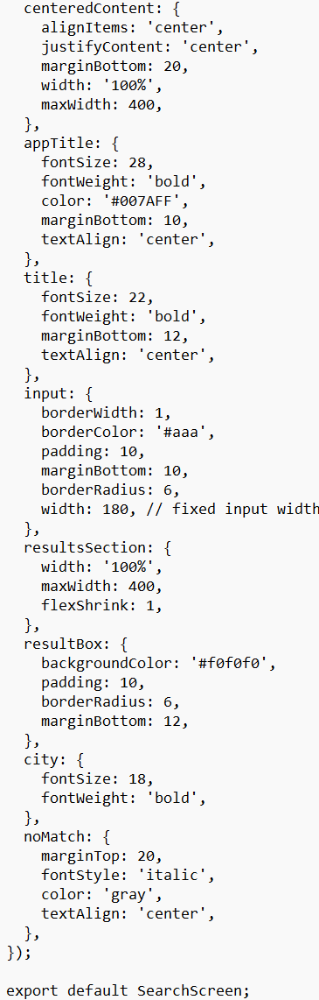 centeredContent: {
    alignItems: 'center',
    justifyContent: 'center',
    marginBottom: 20,
    width: '100%',
    maxWidth: 400,
  },
  appTitle: {
    fontSize: 28,
    fontWeight: 'bold',
    color: '#007AFF',
    marginBottom: 10,
    textAlign: 'center',
  },
  title: {
    fontSize: 22,
    fontWeight: 'bold',
    marginBottom: 12,
    textAlign: 'center',
  },
  input: {
    borderWidth: 1,
    borderColor: '#aaa',
    padding: 10,
    marginBottom: 10,
    borderRadius: 6,
    width: 180, // fixed input width
  },
  resultsSection: {
    width: '100%',
    maxWidth: 400,
    flexShrink: 1,
  },
  resultBox: {
    backgroundColor: '#f0f0f0',
    padding: 10,
    borderRadius: 6,
    marginBottom: 12,
  },
  city: {
    fontSize: 18,
    fontWeight: 'bold',
  },
  noMatch: {
    marginTop: 20,
    fontStyle: 'italic',
    color: 'gray',
    textAlign: 'center',
  },
});

export default SearchScreen;